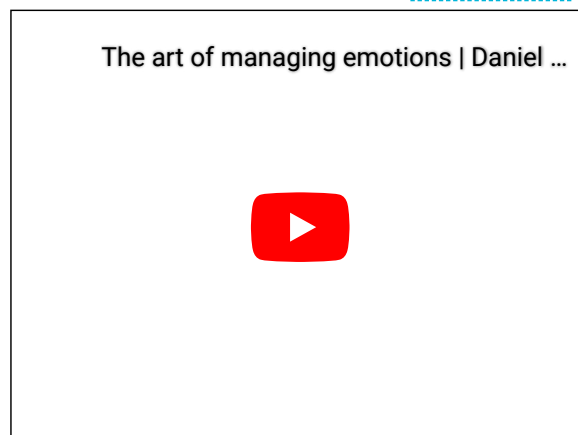 The art of managing emotions | Daniel ...